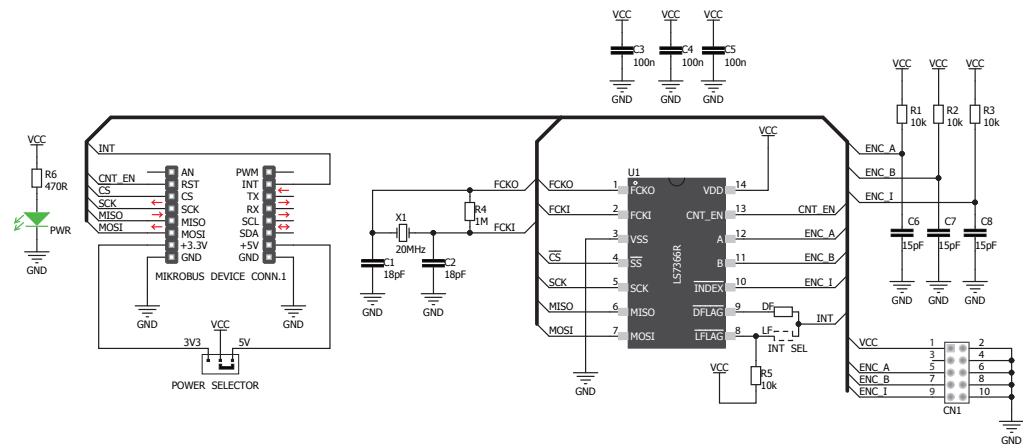 VCC
VCC
VCC
C3
100n
C4
100n
C5
100n
GND
GND
GND
VCC
VCC
VCC
R1
10k
R2
10k
R3
10k
ENC_A
ENC_B
ENC_I
C6
15pF
C7
15pF
C8
15pF
GND
GND
GND
VCC
R6
470R
PWR
GND
INT
CNT_EN
CS
SCK
MISO
MOSI
AN
RST
CS
SCK
MISO
MOSI
+3.3V
GND
PWM
INT
TX
RX
SCL
SDA
+5V
GND
MIKROBUS DEVICE CONN.1
GND
GND
VCC
3V3
5V
POWER SELECTOR
FCKO
FCKI
R4
1M
X1
20MHz
C1
18pF
C2
18pF
GND
GND
FCKO
FCKI
CS
SCK
MISO
MOSI
1
2
3
4
5
6
7
U1
FCKO
FCKI
VSS
SS
SCK
MISO
MOSI
LS7366R
VDD
CNT_EN
A
B
INDEX
DFLAG
LFLAG
14
13
12
11
10
9
8
VCC
CNT_EN
ENC_A
ENC_B
ENC_I
DF
LF
INT
INT SEL
VCC
R5
10k
GND
VCC
ENC_A
ENC_B
ENC_I
1
3
5
7
9
2
4
6
8
10
CN1
GND